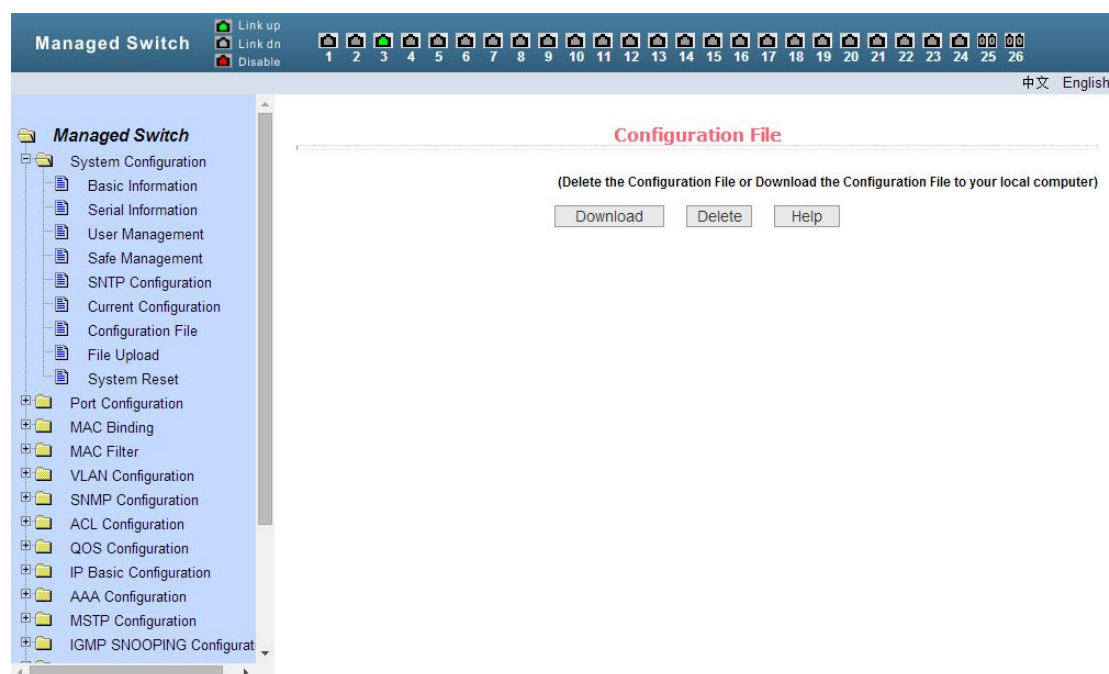 Managed Switch
Link up
Link dn
Disable
1 2 3 4 5 6 7 8 9 10 11 12 13 14 15 16 17 18 19 20 21 22 23 24 25 26
中文 English
Managed Switch
System Configuration
Basic Information
Serial Information
User Management
Safe Management
SNTP Configuration
Current Configuration
Configuration File
File Upload
System Reset
Port Configuration
MAC Binding
MAC Filter
VLAN Configuration
SNMP Configuration
ACL Configuration
QOS Configuration
IP Basic Configuration
AAA Configuration
MSTP Configuration
IGMP SNOOPING Configurat
Configuration File
(Delete the Configuration File or Download the Configuration File to your local computer)
Download Delete Help